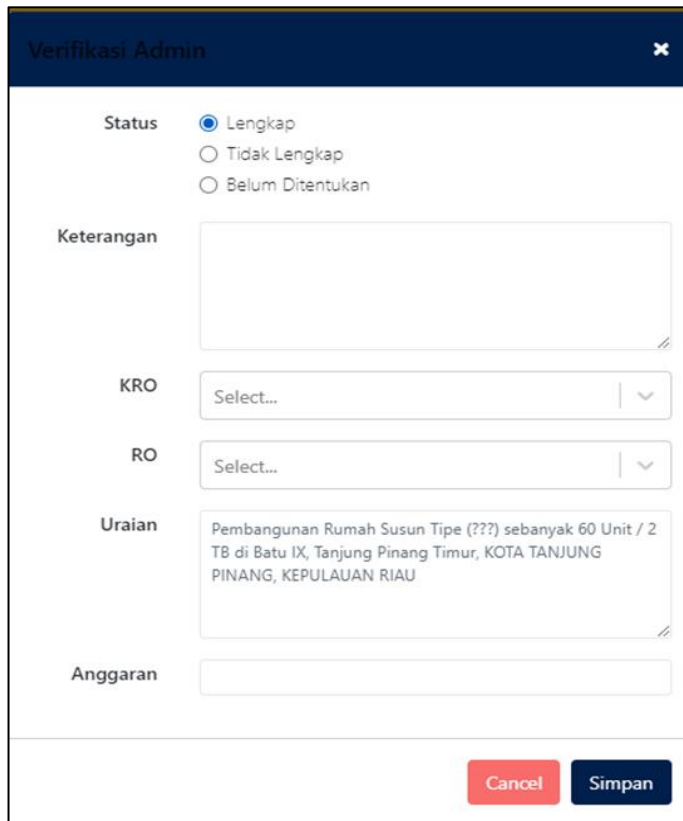 Verifikasi Admin
Status
Lengkap
Tidak Lengkap
Belum Ditentukan
Keterangan
KRO
Select...
RO
Select...
Uraian
Pembangunan Rumah Susun Tipe (???) sebanyak 60 Unit / 2
TB di Batu IX, Tanjung Pinang Timur, KOTA TANJUNG
PINANG, KEPULAUAN RIAU
Anggaran
Cancel
Simpan